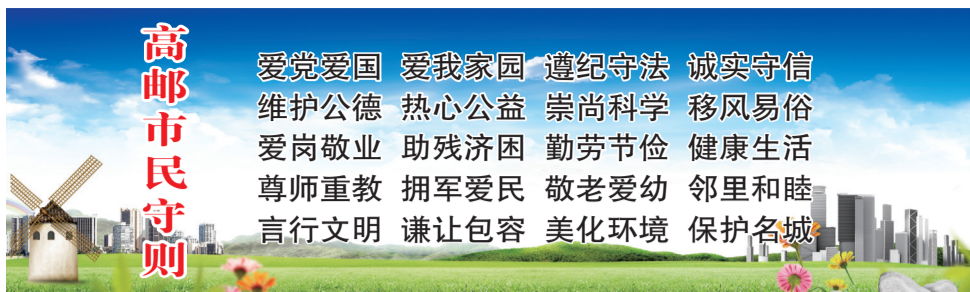 高邮市民守则
爱党爱国 爱我家园 遵纪守法 诚实守信
维护公德 热心公益 崇尚科学 移风易俗
爱岗敬业 助残济困 勤劳节俭 健康生活
尊师重教 拥军爱民 敬老爱幼 邻里和睦
言行文明 谦让包容 美化环境 保护名城